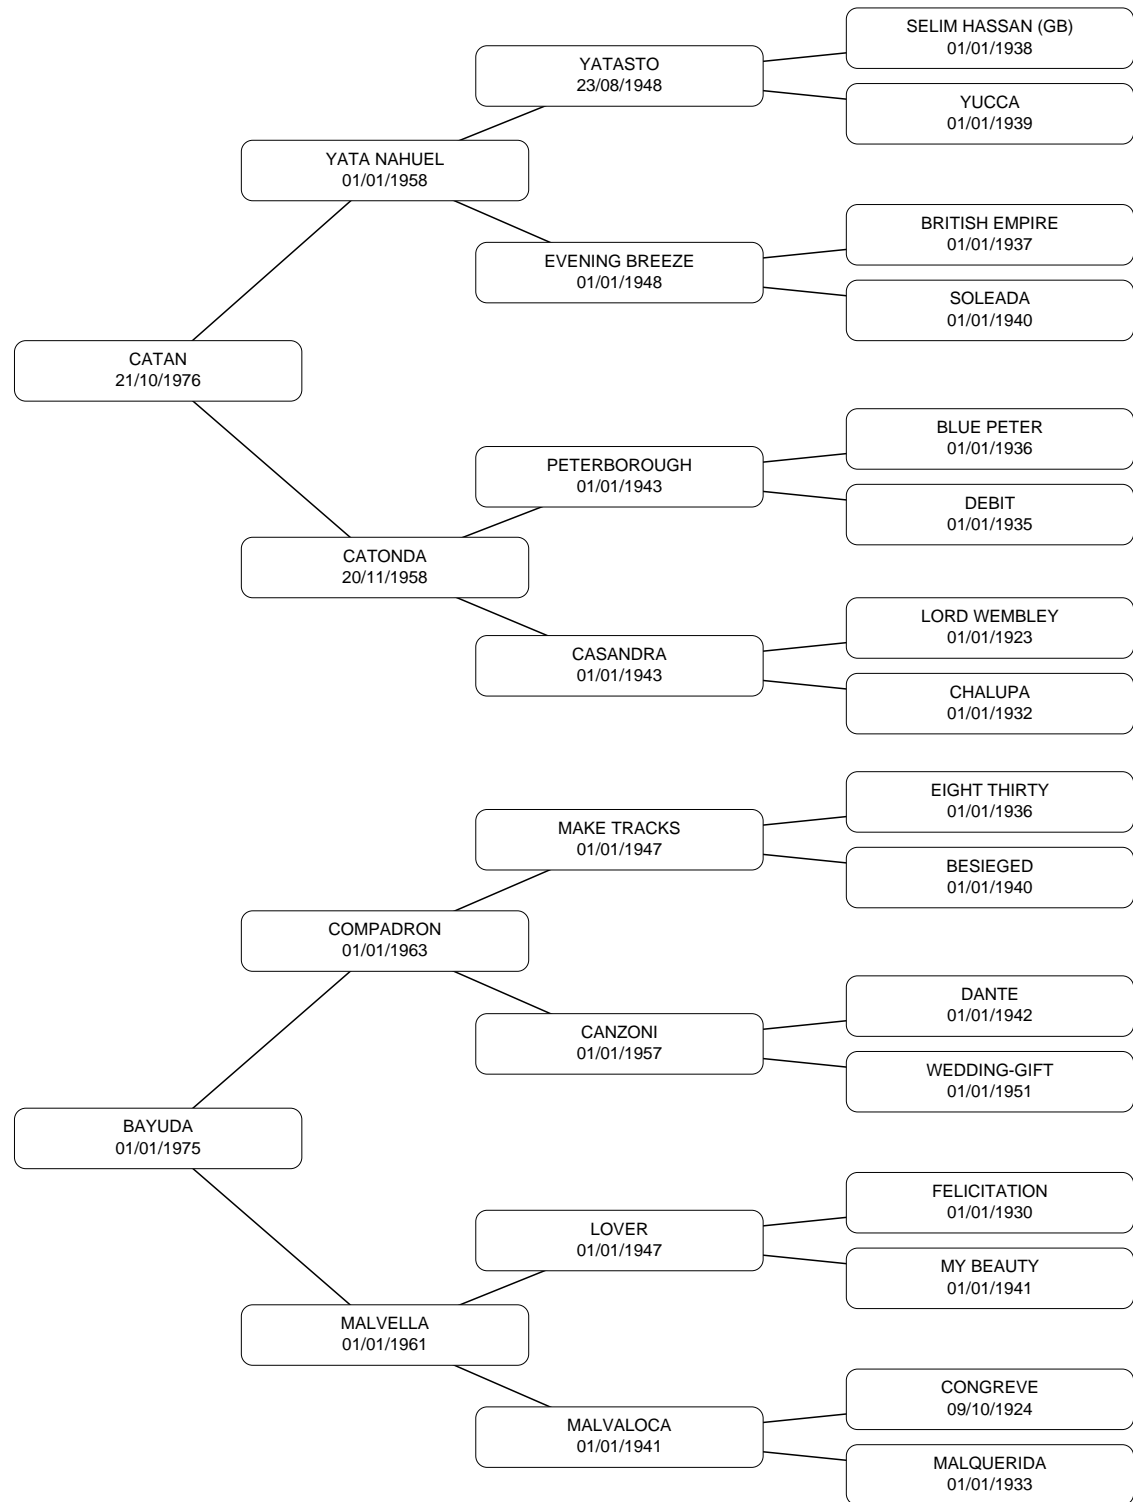 SELIM HASSAN (GB)
01/01/1938
YATASTO
23/08/1948
YUCCA
01/01/1939
YATA NAHUEL
01/01/1958
BRITISH EMPIRE
01/01/1937
EVENING BREEZE
01/01/1948
SOLEADA
01/01/1940
CATAN
21/10/1976
BLUE PETER
01/01/1936
PETERBOROUGH
01/01/1943
DEBIT
01/01/1935
CATONDA
20/11/1958
LORD WEMBLEY
01/01/1923
CASANDRA
01/01/1943
CHALUPA
01/01/1932
EIGHT THIRTY
01/01/1936
MAKE TRACKS
01/01/1947
BESIEGED
01/01/1940
COMPADRON
01/01/1963
DANTE
01/01/1942
CANZONI
01/01/1957
WEDDING-GIFT
01/01/1951
BAYUDA
01/01/1975
FELICITATION
01/01/1930
LOVER
01/01/1947
MY BEAUTY
01/01/1941
MALVELLA
01/01/1961
CONGREVE
09/10/1924
MALVALOCA
01/01/1941
MALQUERIDA
01/01/1933